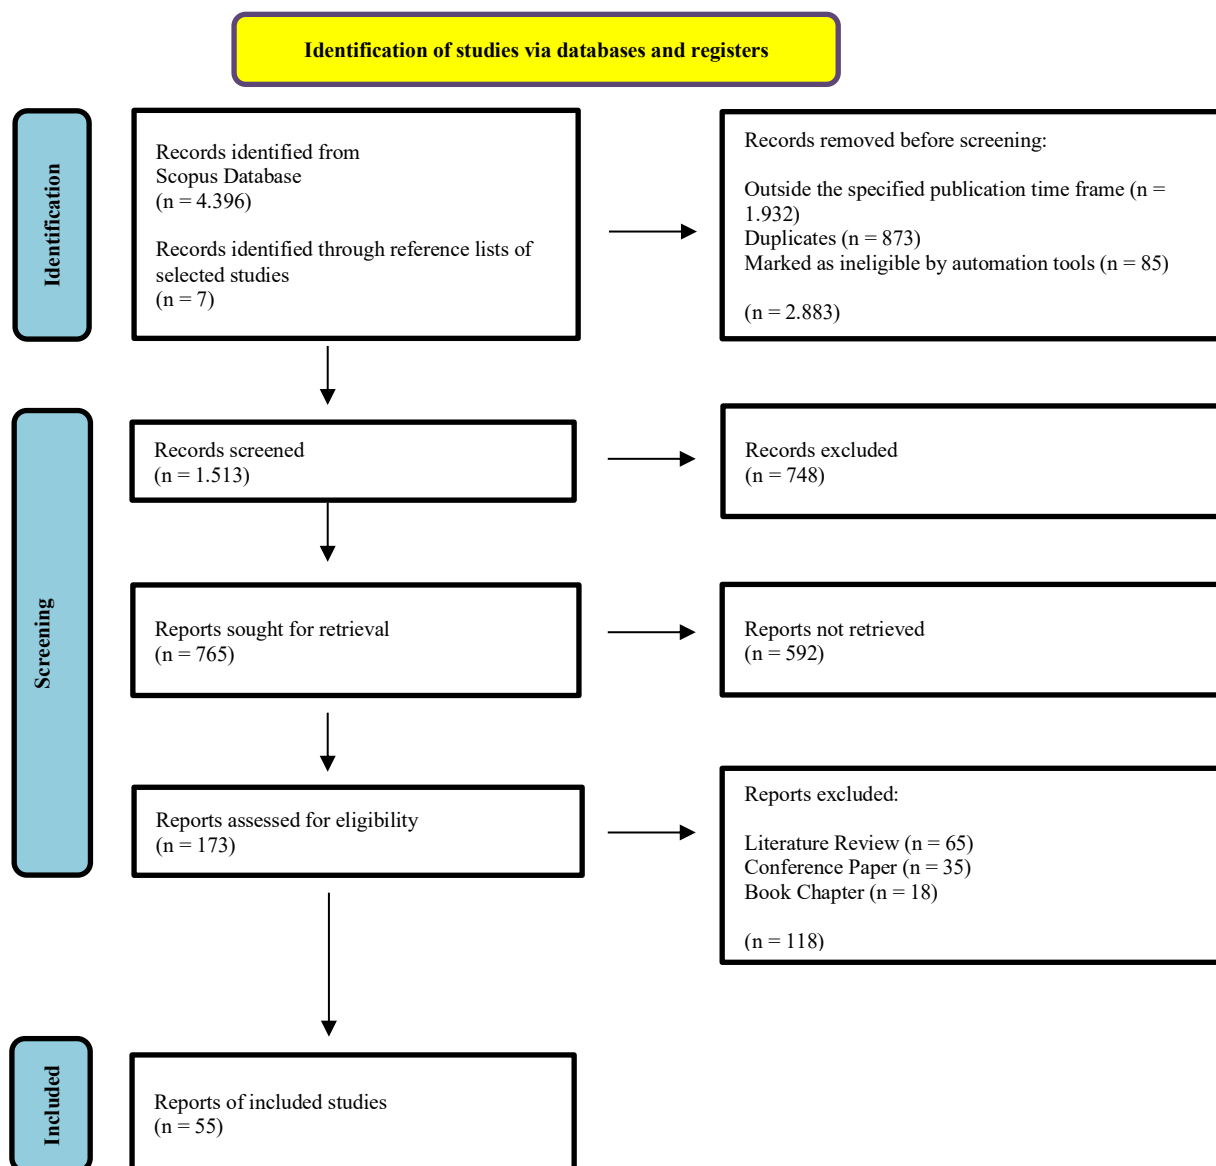 Identification of studies via databases and registers
Identification
Records identified from
Scopus Database
(n = 4.396)
Records identified through reference lists of
selected studies
(n = 7)
Records removed before screening:
Outside the specified publication time frame (n =
1.932)
Duplicates (n = 873)
Marked as ineligible by automation tools (n = 85)
(n = 2.883)
Screening
Records screened
(n = 1.513)
Records excluded
(n = 748)
Reports sought for retrieval
(n = 765)
Reports not retrieved
(n = 592)
Reports assessed for eligibility
(n = 173)
Reports excluded:
Literature Review (n = 65)
Conference Paper (n = 35)
Book Chapter (n = 18)
(n = 118)
Included
Reports of included studies
(n = 55)